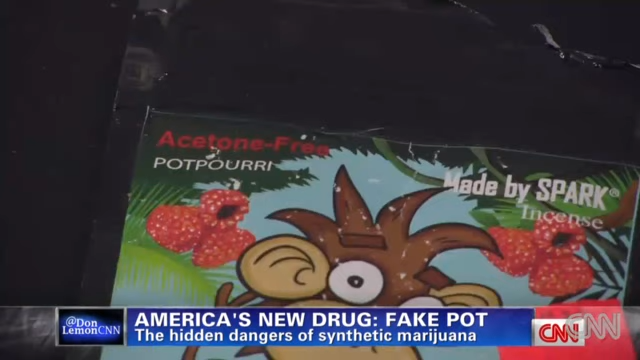 Acetone-Free
POTPOURRI
Made by SPARK®
Incense
@Don
LemonCNN
AMERICA'S NEW DRUG: FAKE POT
The hidden dangers of synthetic marijuana
CNN
CNN